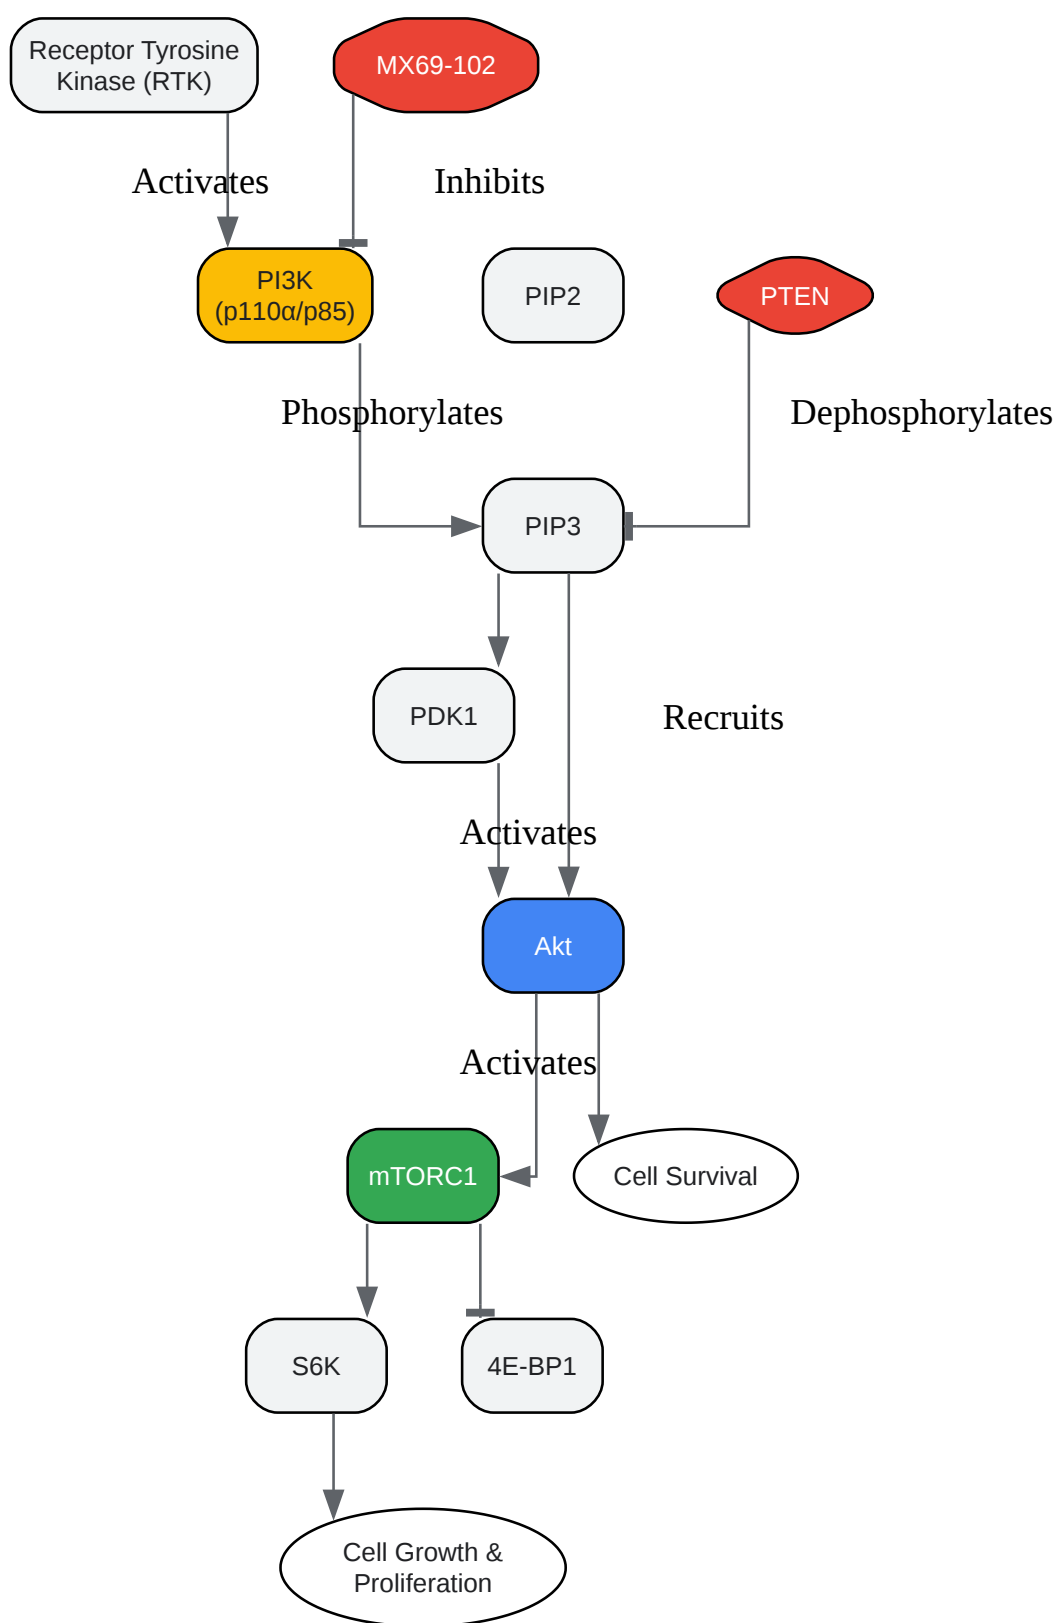 Receptor Tyrosine
Kinase (RTK)
MX69-102
Activates
Inhibits
PI3K
(p110α/p85)
PIP2
PTEN
Phosphorylates
Dephosphorylates
PIP3
PDK1
Recruits
Activates
Akt
Activates
mTORC1
Cell Survival
S6K
4E-BP1
Cell Growth &
Proliferation